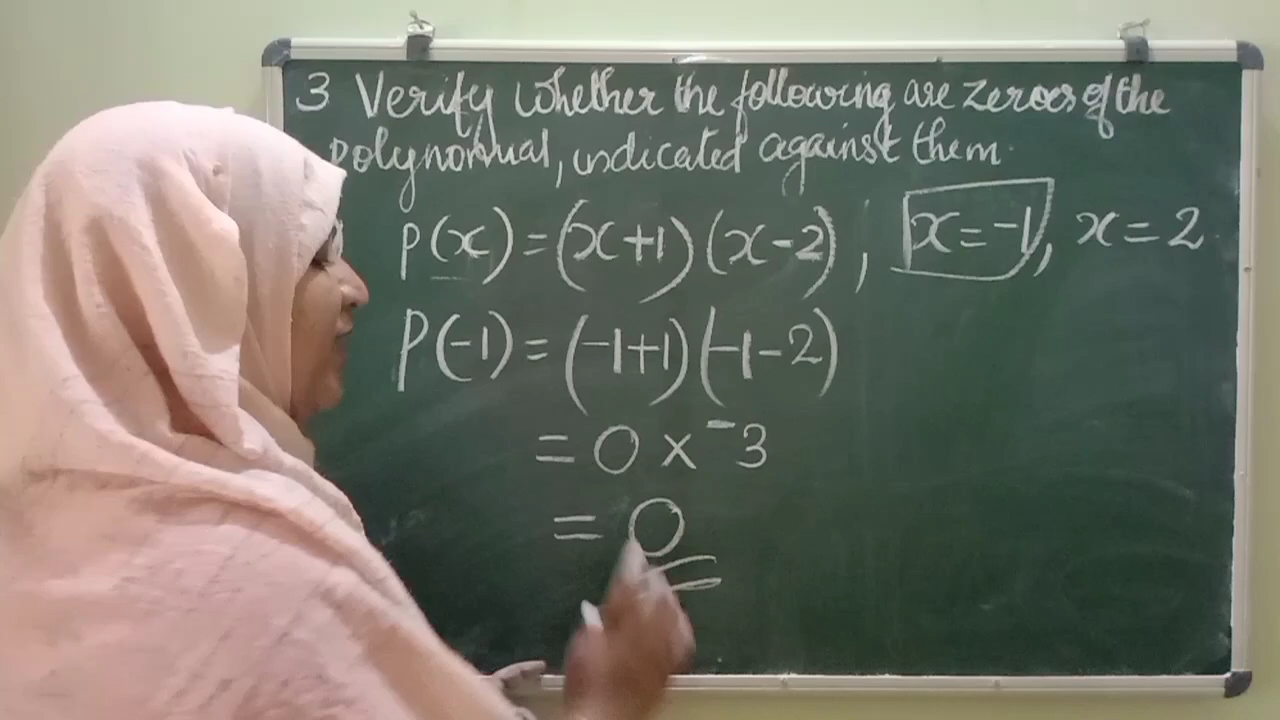 3 Verify whether the following are zeroes of the
polynomial, indicated against them.
p(x) = (x+1)(x-2), x=-1, x=2.
P(-1) = (-1+1)(-1-2)
= 0 x -3
= 0